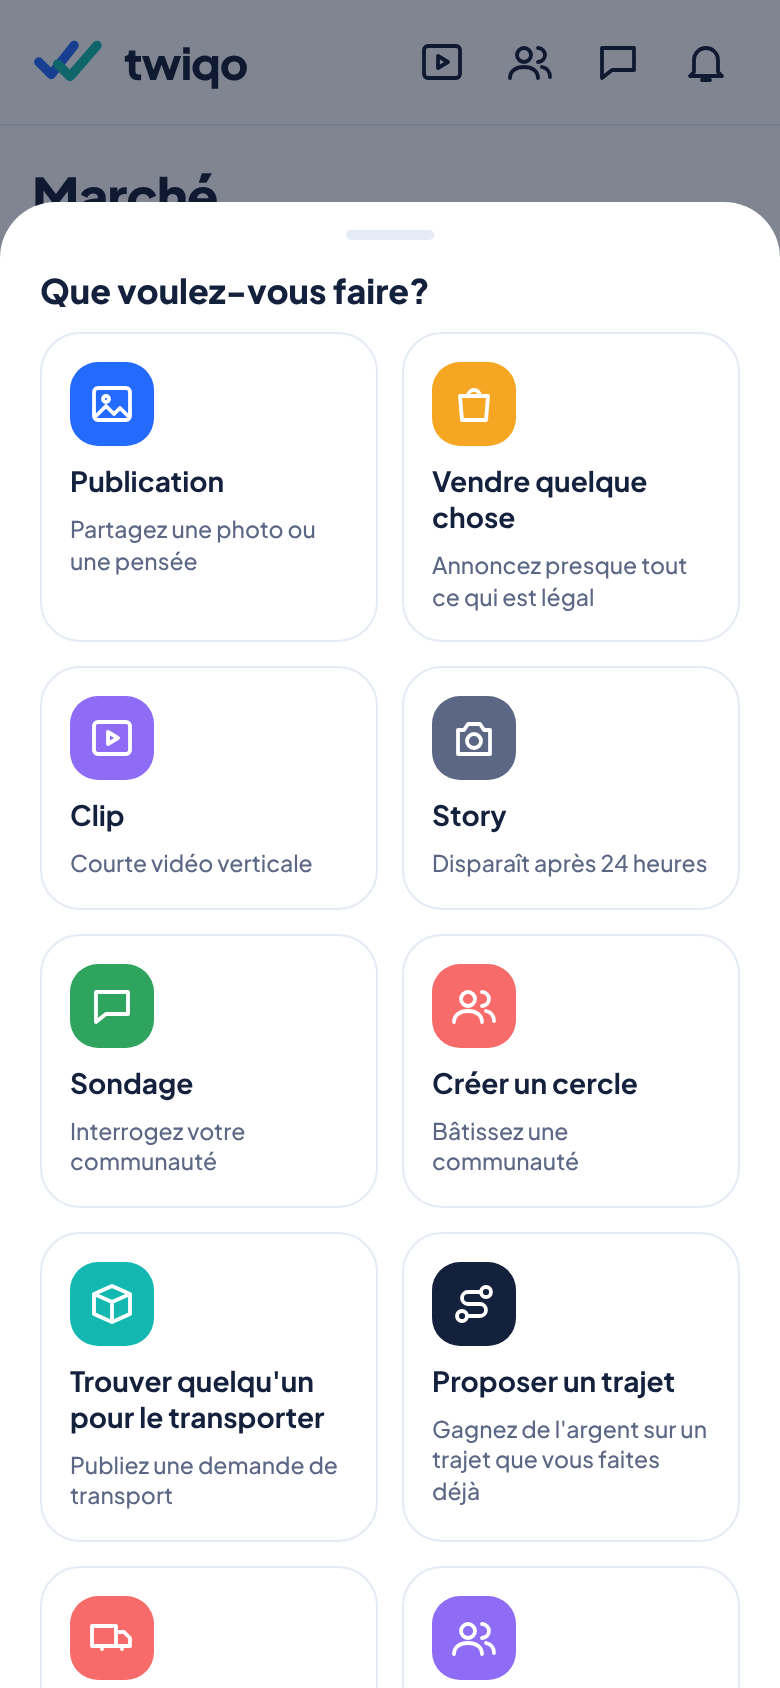 twiqo
Marché
Que voulez-vous faire?
Publication
Partagez une photo ou
une pensée
Vendre quelque
chose
Annoncez presque tout
ce qui est légal
Clip
Courte vidéo verticale
Story
Disparaît après 24 heures
Sondage
Interrogez votre
communauté
Créer un cercle
Bâtissez une
communauté
Trouver quelqu'un
pour le transporter
Publiez une demande de
transport
Proposer un trajet
Gagnez de l'argent sur un
trajet que vous faites
déjà